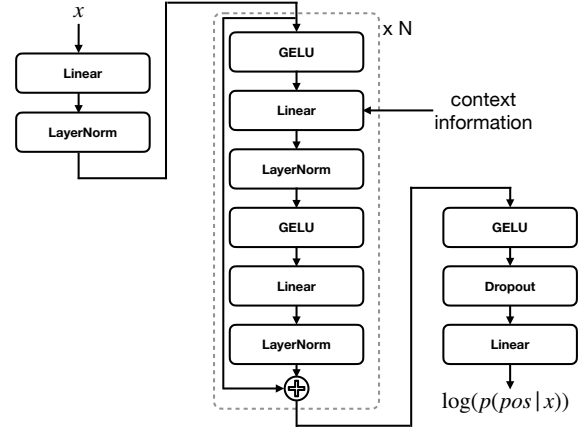 x
Linear
LayerNorm
GELU
Linear
LayerNorm
GELU
Linear
LayerNorm
x N
context
information
GELU
Dropout
Linear
log(p(pos|x))